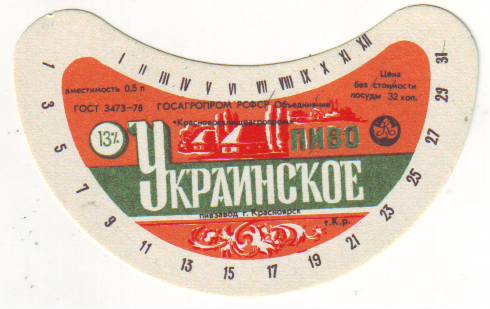 I II III IV V VI VII VIII IX X XI XII
вместимость 0,5 л
ГОСТ 3473-78
ГОСАГРОПРОМ РСФСР Объединение
«Красноярскпищеагропром»
Цена
без стоимости
посуды 32 коп.
13%
ПИВО
УКРАИНСКОЕ
пивзавод г. Красноярск
т.К.р.
1 3 5 7 9 11 13 15 17 19 21 23 25 27 29 31